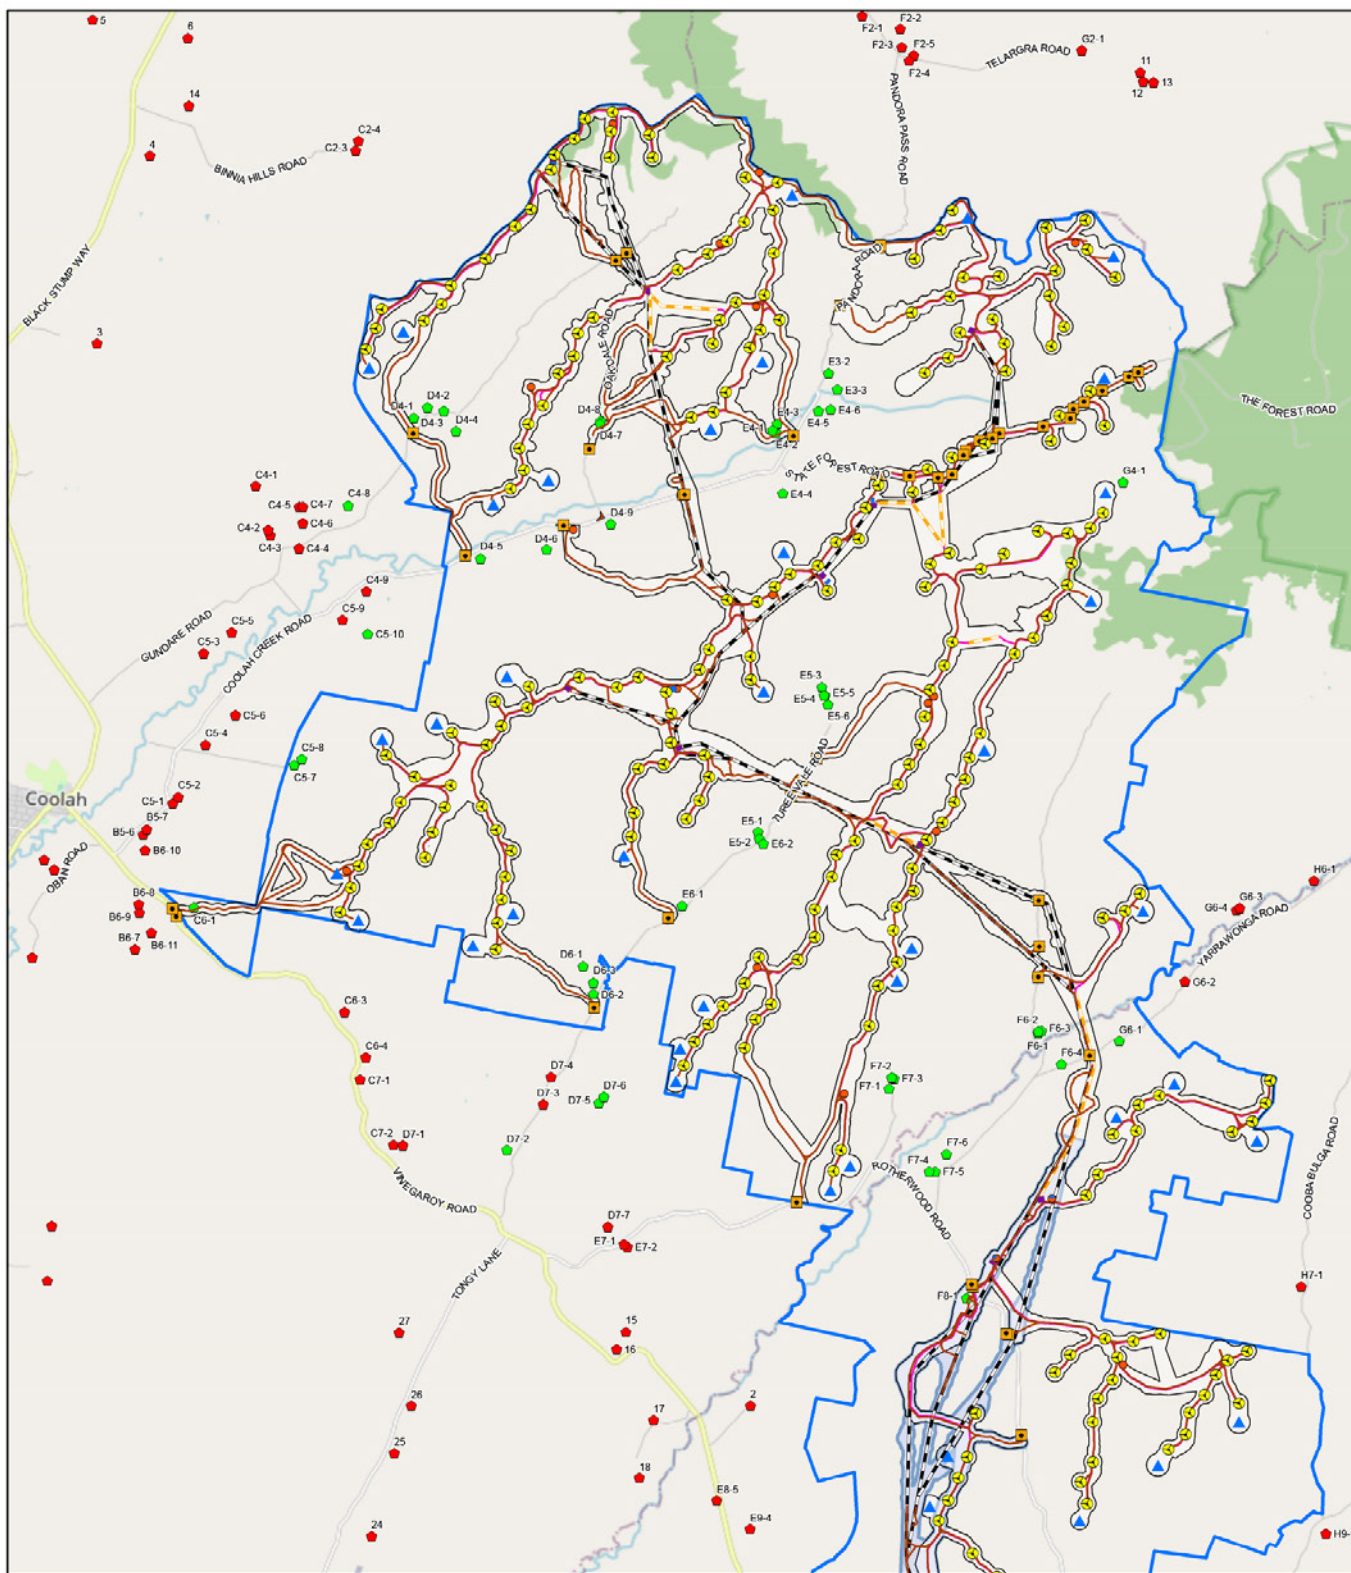 5
6
F2-1
F2-2
F2-3
F2-5
F2-4
TELARGRA ROAD
G2-1
11
12
13
14
4
C2-4
C2-3
BINNIA HILLS ROAD
PANDORA PASS ROAD
BLACK STUMP WAY
3
PANDORA ROAD
OAKDALE ROAD
E3-2
E3-3
D4-1
D4-2
D4-3
D4-4
D4-8
D4-7
E4-3
E4-6
E4-5
E4-1
E4-2
THE FOREST ROAD
STATE FOREST ROAD
C4-1
C4-5
C4-7
C4-8
C4-6
C4-2
C4-3
C4-4
E4-4
G4-1
D4-9
D4-6
D4-5
C4-9
C5-9
C5-5
C5-3
C5-10
GUNDARE ROAD
COOLAH CREEK ROAD
E5-3
E5-5
E5-4
E5-6
C5-6
C5-4
C5-8
C5-7
TUREE VALE ROAD
Coolah
C5-2
C5-1
B5-7
B5-6
B6-10
OBAN ROAD
E5-1
E5-2
E6-2
B6-8
B6-9
C6-1
B6-11
B6-7
E6-1
H6-1
G6-3
G6-4
YARRAWONGA ROAD
G6-2
D6-1
D6-3
D6-2
C6-3
F6-2
F6-3
F6-1
G6-1
F6-4
C6-4
C7-1
D7-4
D7-3
D7-6
D7-5
F7-2
F7-3
F7-1
C7-2
D7-1
D7-2
F7-6
F7-4
F7-5
VINEGAROY ROAD
ROTHERWOOD ROAD
COOBA BULGA ROAD
D7-7
E7-1
E7-2
TONGY LANE
H7-1
F8-1
27
15
16
26
2
17
25
18
E8-5
24
E9-4
H9-